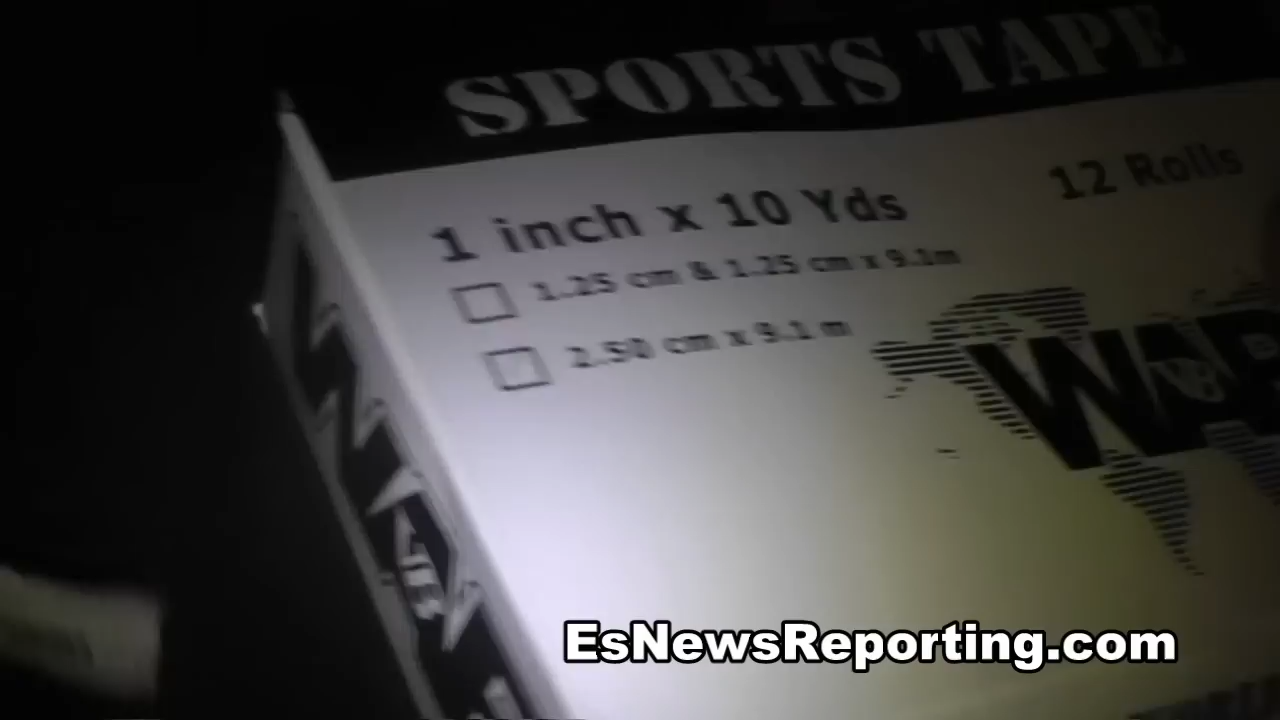 SPORTS TAPE
1 inch x 10 Yds
12 Rolls
1.25 cm & 1.25 cm x 9.1m
2.50 cm x 9.1 m
EsNewsReporting.com